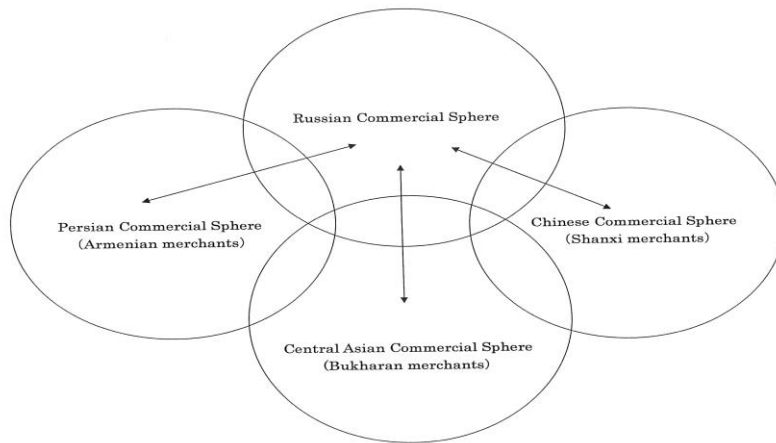 Russian Commercial Sphere
Persian Commercial Sphere
(Armenian merchants)
Chinese Commercial Sphere
(Shanxi merchants)
Central Asian Commercial Sphere
(Bukharan merchants)